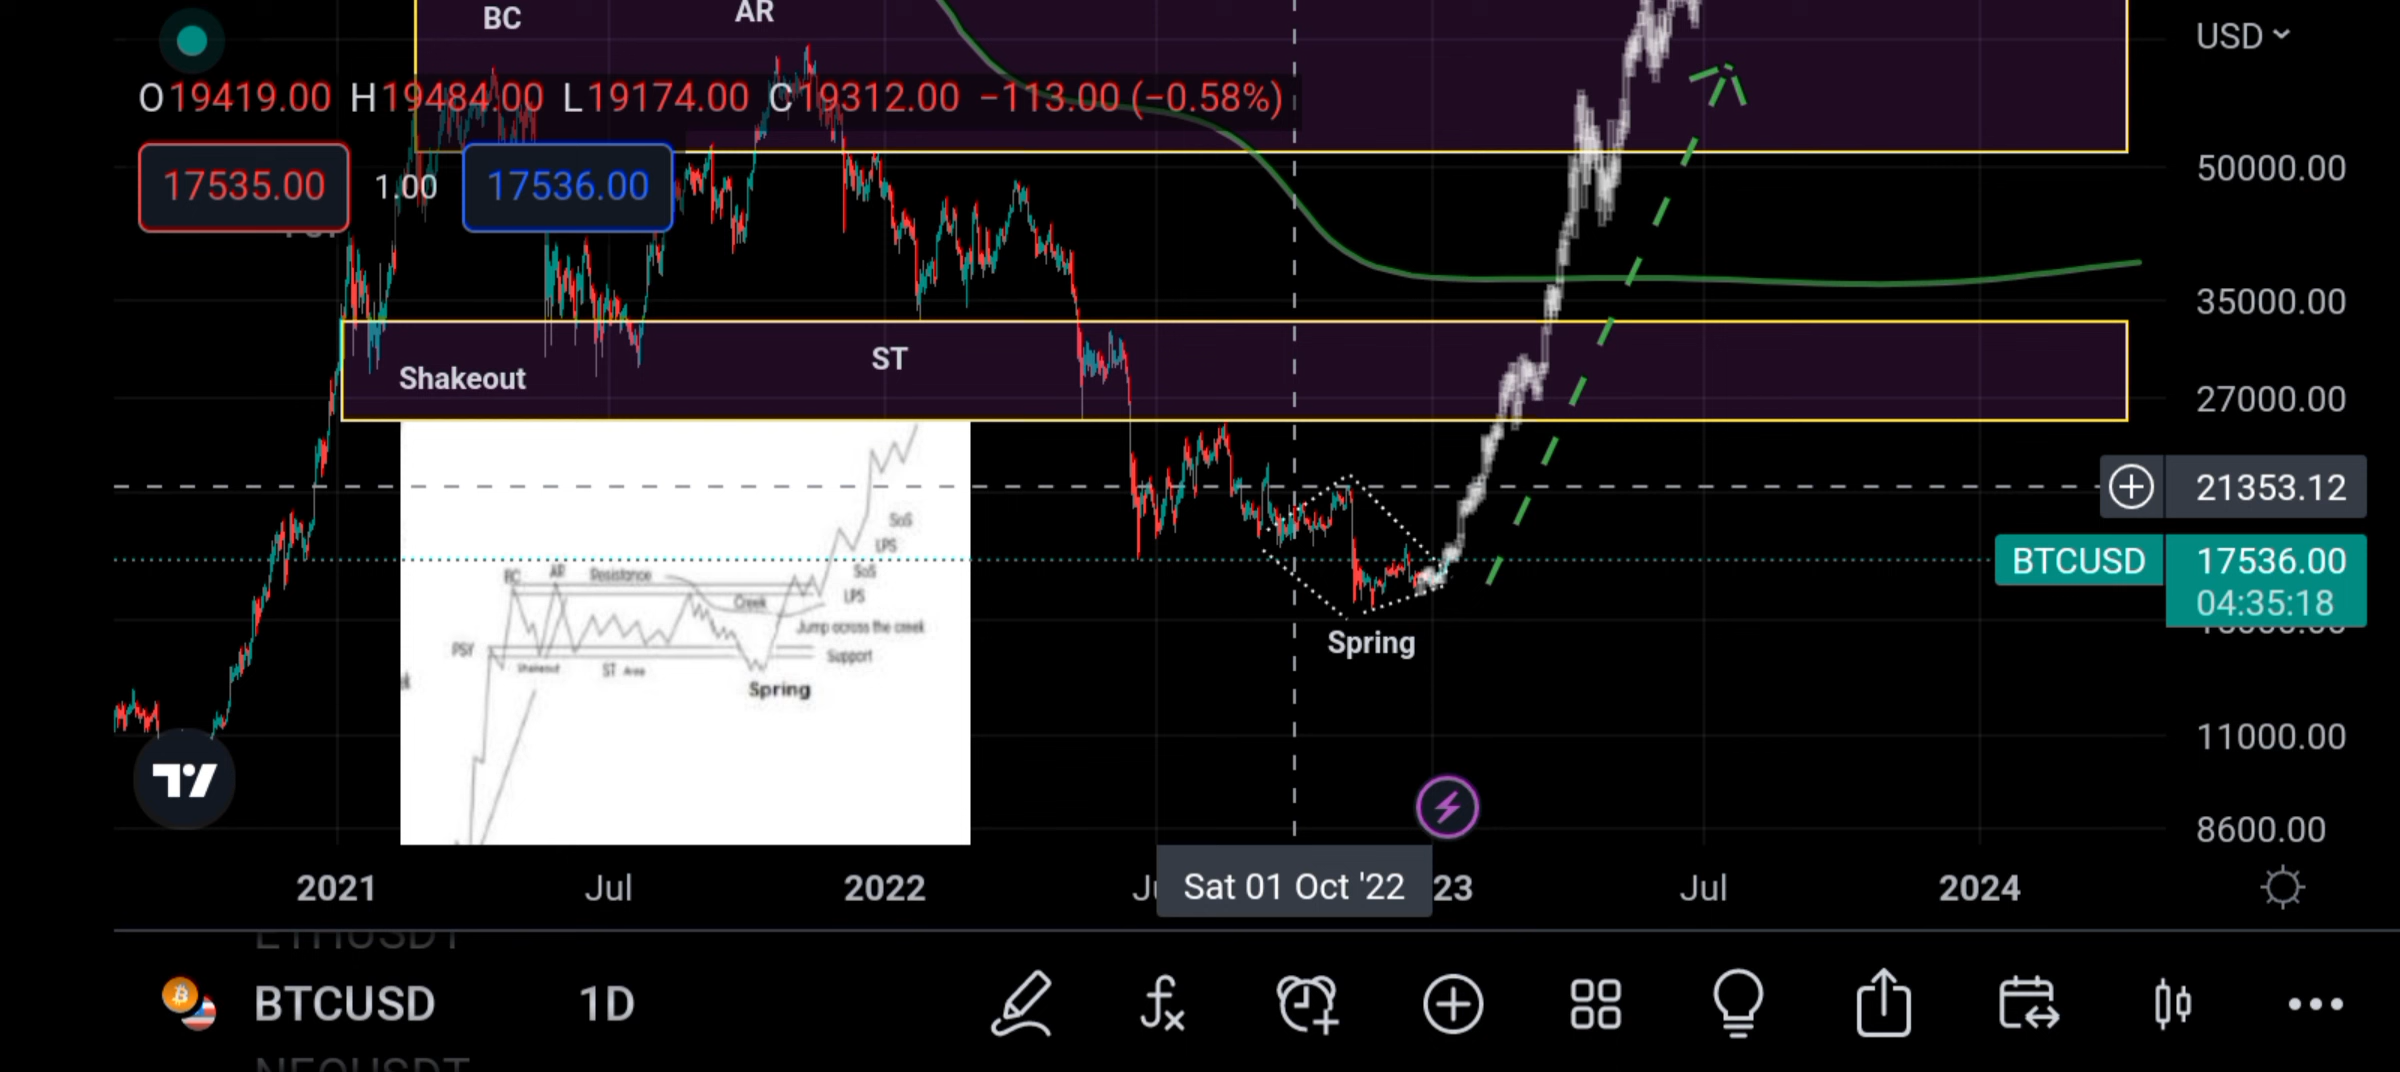 BC
AR
USD
O19419.00 H19484.00 L19174.00 C19312.00 −113.00 (−0.58%)
17535.00
1.00
17536.00
50000.00
35000.00
Shakeout
ST
27000.00
21353.12
BTCUSD
17536.00
04:35:18
SoS
LPS
BC
AR
Resistance
SoS
Creek
LPS
Jump across the creek
PSY
Support
Shakeout
ST Area
Spring
Spring
11000.00
8600.00
2021
Jul
2022
Sat 01 Oct '22
23
Jul
2024
BTCUSD
1D